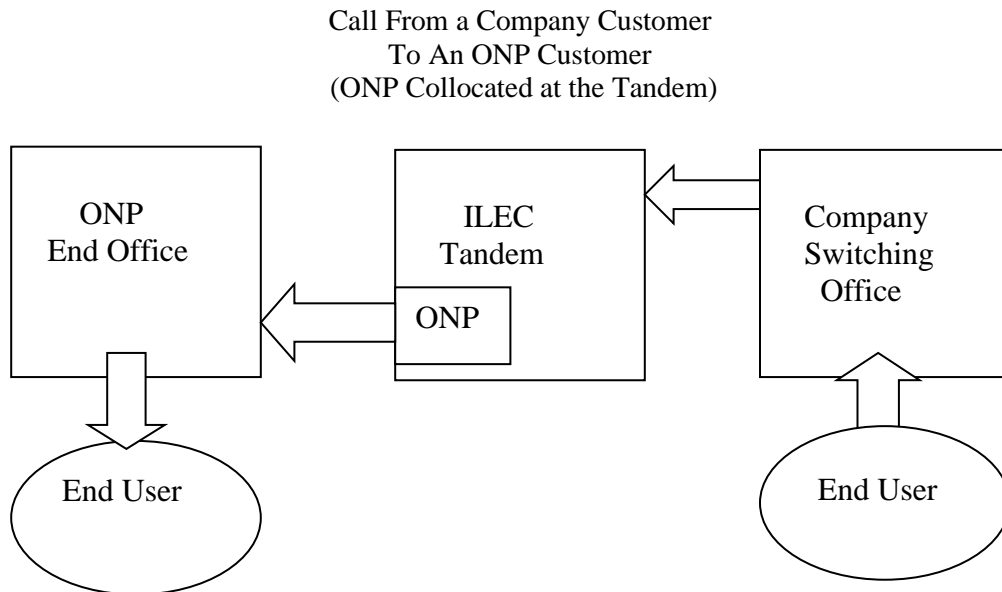 Call From a Company Customer
To An ONP Customer
(ONP Collocated at the Tandem)
ONP
End Office
ILEC
Tandem
ONP
Company
Switching
Office
End User
End User